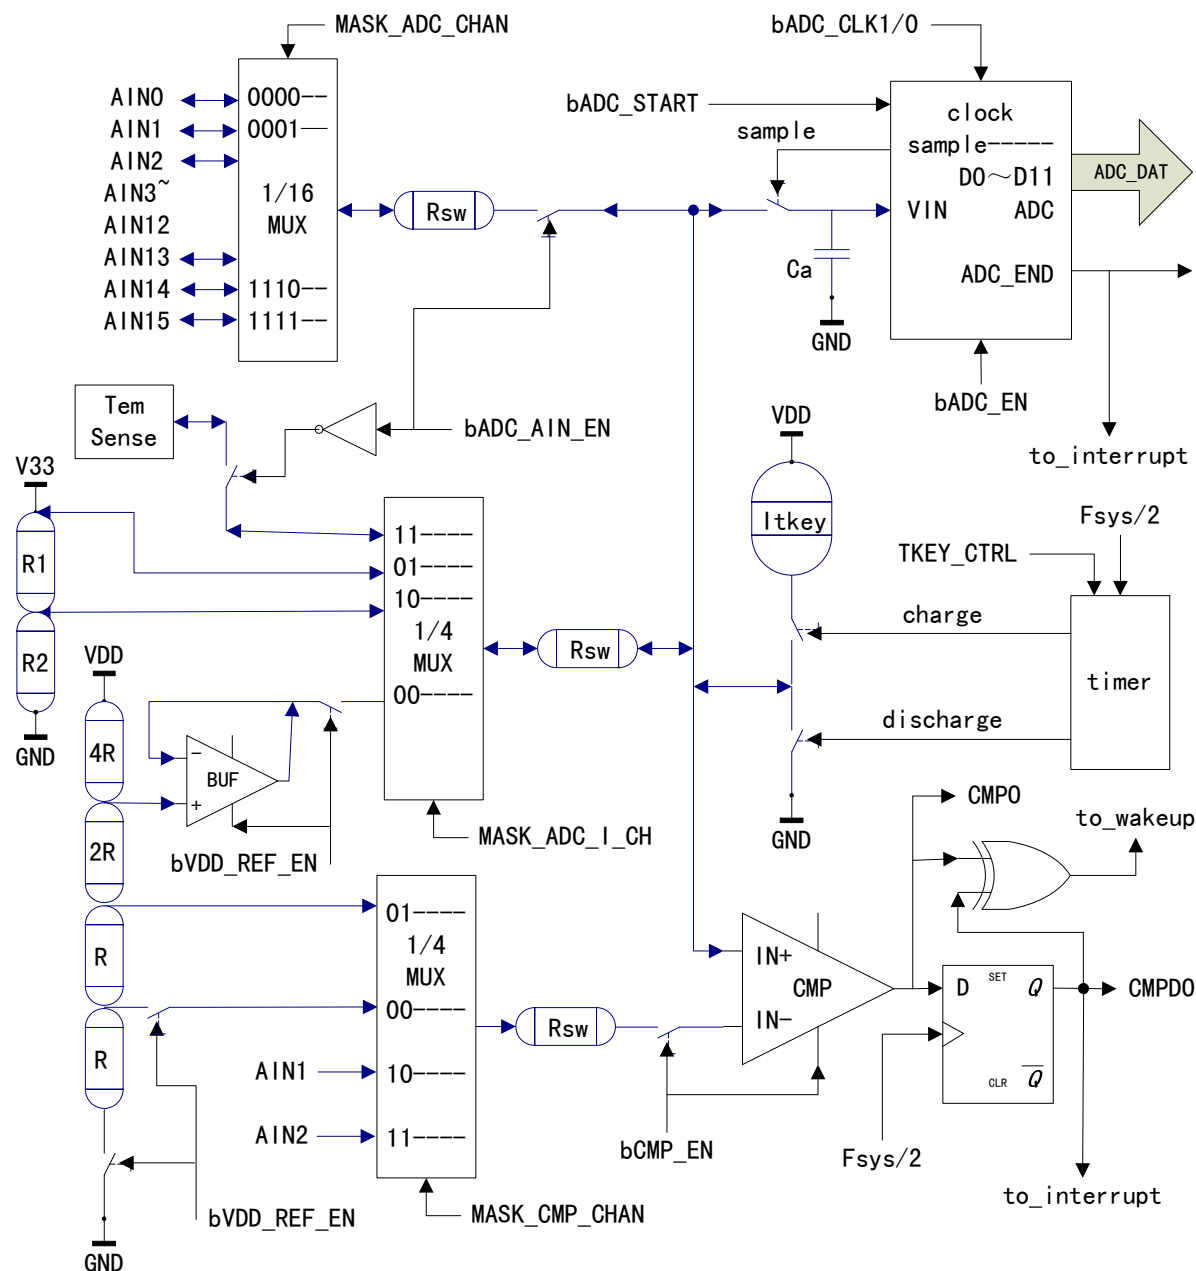 MASK_ADC_CHAN
bADC_CLK1/0
AIN0
0000--
AIN1
0001--
AIN2
AIN3~
AIN12
AIN13
AIN14
1110--
AIN15
1111--
1/16
MUX
Rsw
bADC_START
sample
clock
sample-----
D0～D11
VIN
ADC
ADC_DAT
ADC_END
Ca
GND
bADC_EN
to_interrupt
Tem
Sense
bADC_AIN_EN
VDD
Itkey
V33
R1
R2
GND
11----
01----
10----
1/4
MUX
00----
Rsw
Fsys/2
TKEY_CTRL
charge
timer
discharge
GND
VDD
4R
2R
R
R
GND
BUF
-
+
bVDD_REF_EN
MASK_ADC_I_CH
CMPO
to_wakeup
01----
1/4
MUX
00----
AIN1
10----
AIN2
11----
Rsw
IN+
CMP
IN-
D
SET
Q
CLR
Q̅
CMPDO
bCMP_EN
Fsys/2
to_interrupt
bVDD_REF_EN
MASK_CMP_CHAN